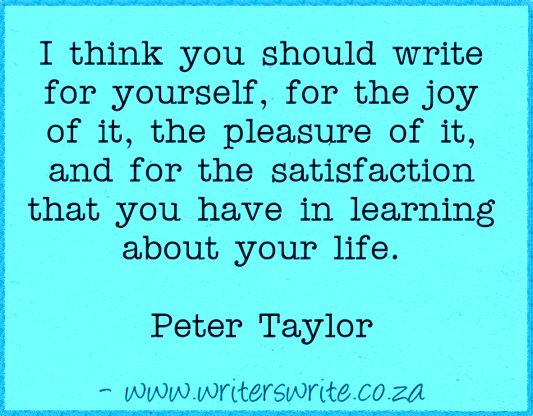 I think you should write
for yourself, for the joy
of it, the pleasure of it,
and for the satisfaction
that you have in learning
about your life.
Peter Taylor
- www.writerswrite.co.za